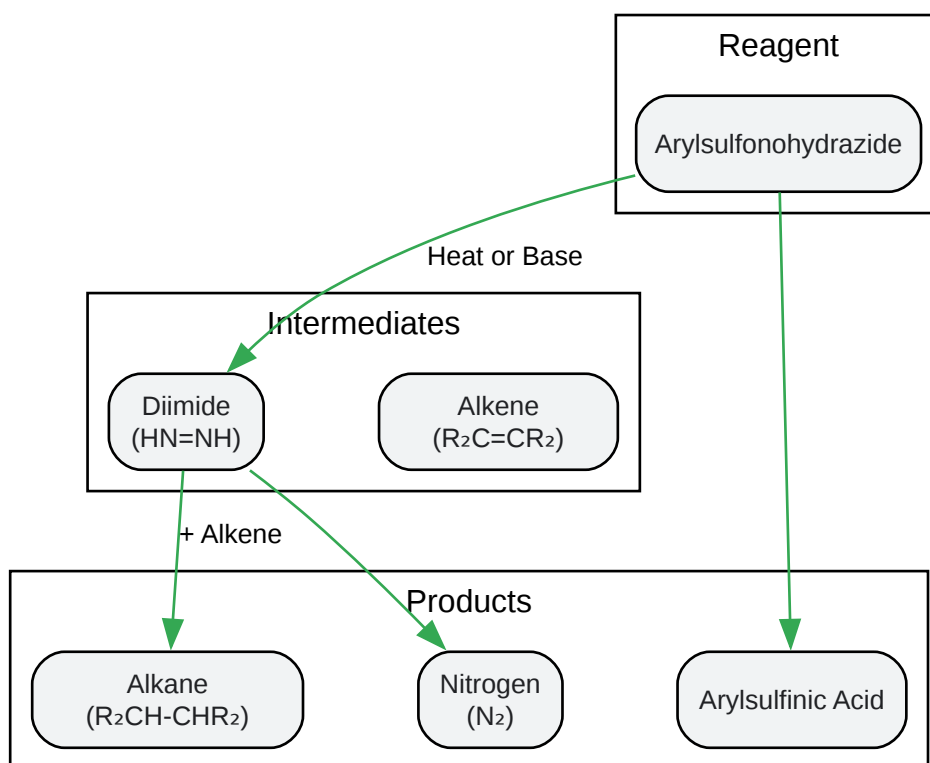 Reagent
Arylsulfonohydrazide
Heat or Base
Intermediates
Diimide
(HN=NH)
Alkene
(R₂C=CR₂)
+ Alkene
Products
Alkane
(R₂CH-CHR₂)
Nitrogen
(N₂)
Arylsulfinic Acid